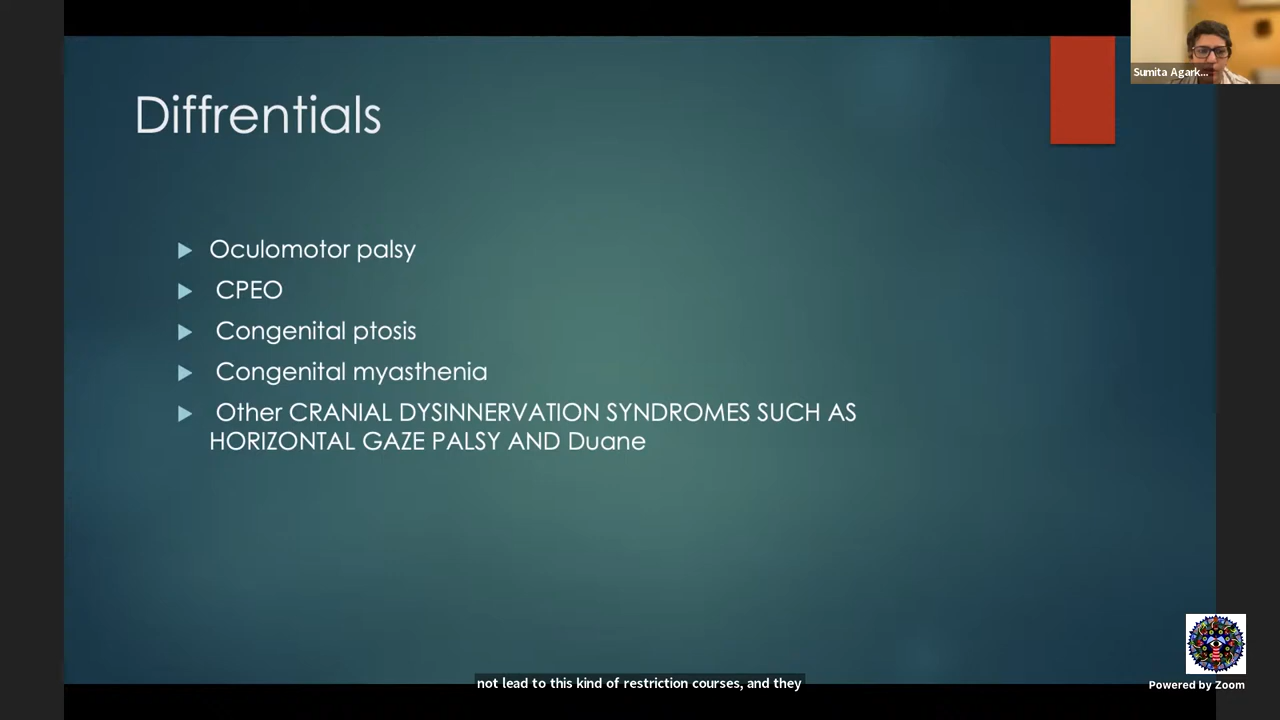 Sumita Agark...
Diffrentials
Oculomotor palsy
CPEO
Congenital ptosis
Congenital myasthenia
Other CRANIAL DYSINNERVATION SYNDROMES SUCH AS
HORIZONTAL GAZE PALSY AND Duane
not lead to this kind of restriction courses, and they
Powered by Zoom